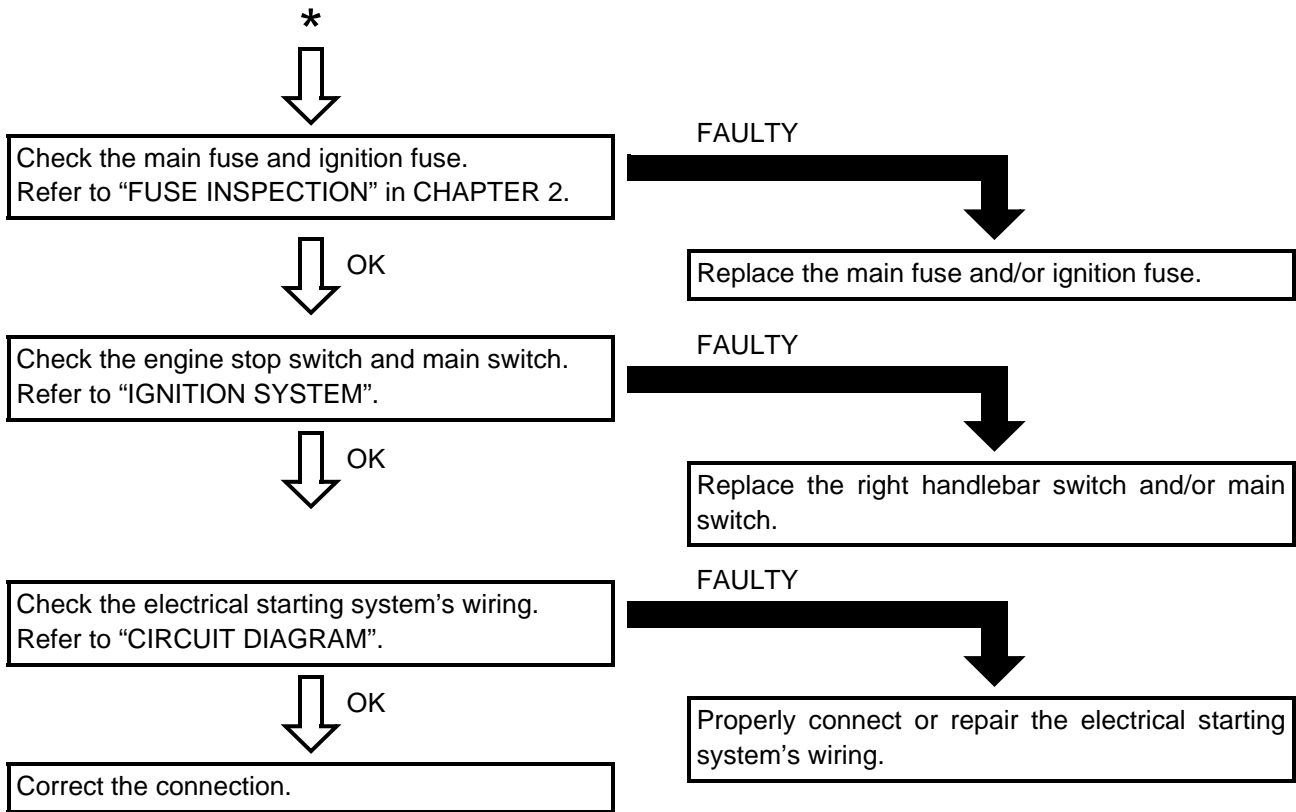 *
Check the main fuse and ignition fuse.
Refer to “FUSE INSPECTION” in CHAPTER 2.
FAULTY
Replace the main fuse and/or ignition fuse.
OK
Check the engine stop switch and main switch.
Refer to “IGNITION SYSTEM”.
FAULTY
Replace the right handlebar switch and/or main
switch.
OK
Check the electrical starting system’s wiring.
Refer to “CIRCUIT DIAGRAM”.
FAULTY
Properly connect or repair the electrical starting
system’s wiring.
OK
Correct the connection.